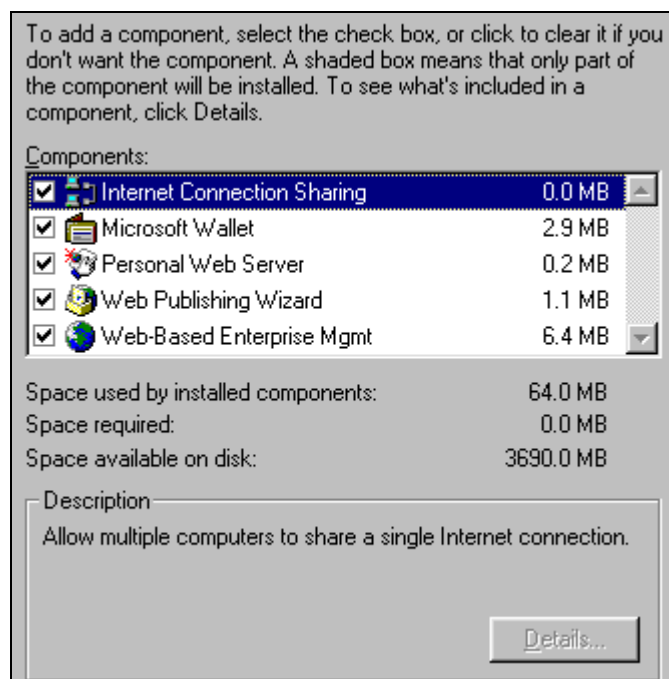 To add a component, select the check box, or click to clear it if you
don't want the component. A shaded box means that only part of
the component will be installed. To see what's included in a
component, click Details.
Components:
Internet Connection Sharing 0.0 MB
Microsoft Wallet 2.9 MB
Personal Web Server 0.2 MB
Web Publishing Wizard 1.1 MB
Web-Based Enterprise Mgmt 6.4 MB
Space used by installed components: 64.0 MB
Space required: 0.0 MB
Space available on disk: 3690.0 MB
Description
Allow multiple computers to share a single Internet connection.
Details...